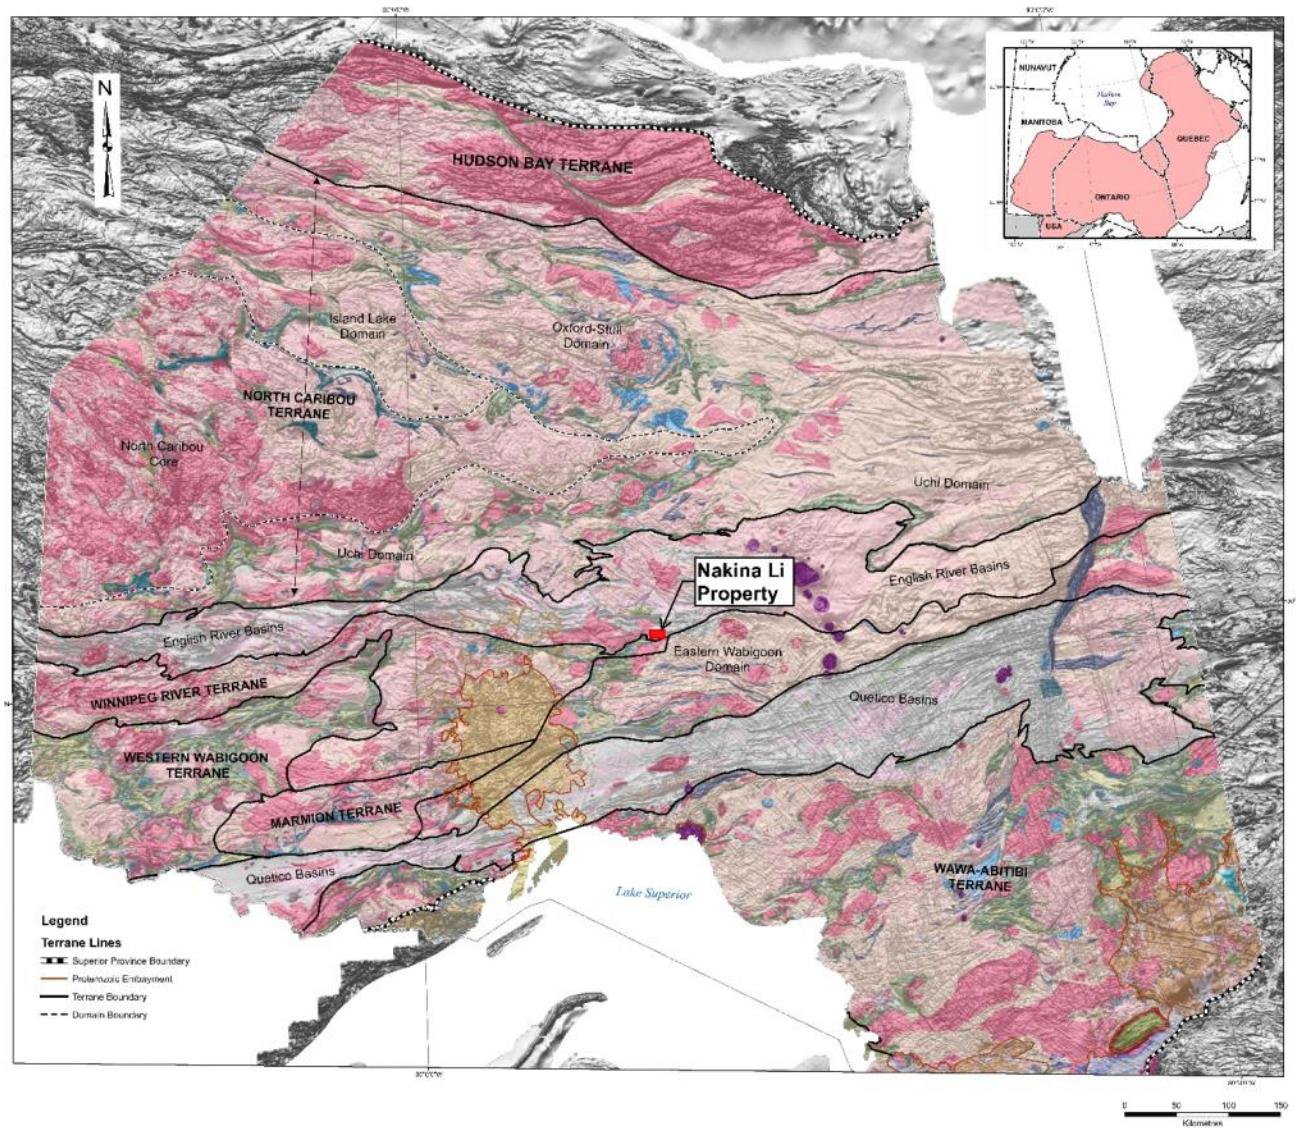 N
NUNAVUT
Hudson
Bay
MANITOBA
QUEBEC
ONTARIO
USA
HUDSON BAY TERRANE
Island Lake
Domain
Oxford-Stull
Domain
NORTH CARIBOU
TERRANE
North Caribou
Core
Uchi Domain
Uchi Domain
Nakina Li
Property
English River Basins
English River Basins
Eastern Wabigoon
Domain
WINNIPEG RIVER TERRANE
Quetico Basins
WESTERN WABIGOON
TERRANE
MARMION TERRANE
Quetico Basins
WAWA-ABITIBI
TERRANE
Lake Superior
Legend
Terrane Lines
Superior Province Boundary
Proterozoic Embayment
Terrane Boundary
Domain Boundary
0 50 100 150
Kilometres